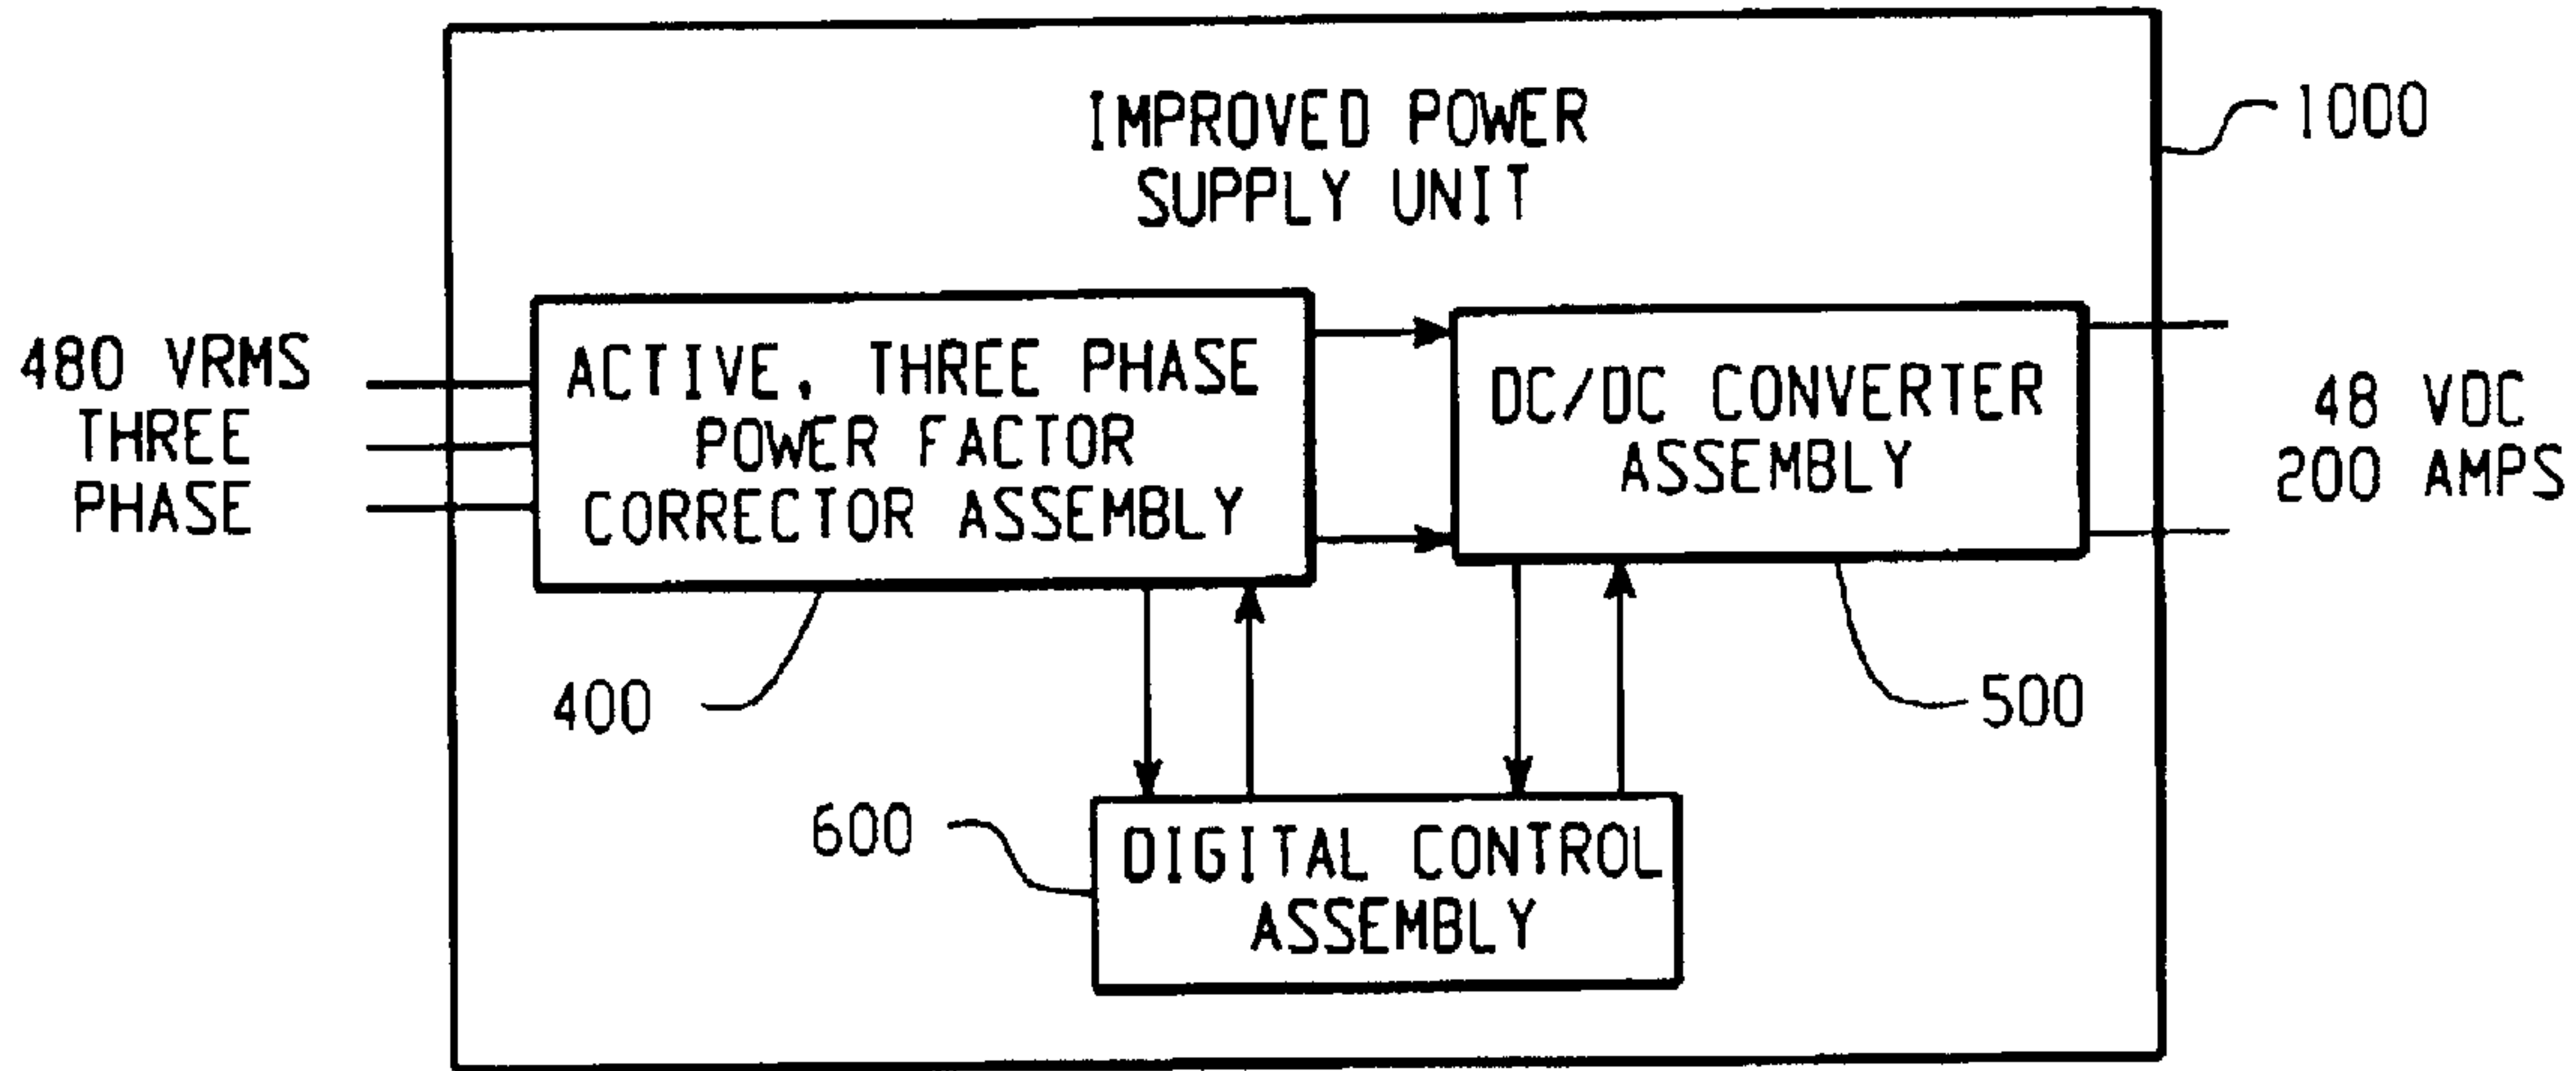 IMPROVED POWER
SUPPLY UNIT
1000
480 VRMS
THREE
PHASE
ACTIVE, THREE PHASE
POWER FACTOR
CORRECTOR ASSEMBLY
DC/DC CONVERTER
ASSEMBLY
48 VDC
200 AMPS
400
500
600
DIGITAL CONTROL
ASSEMBLY